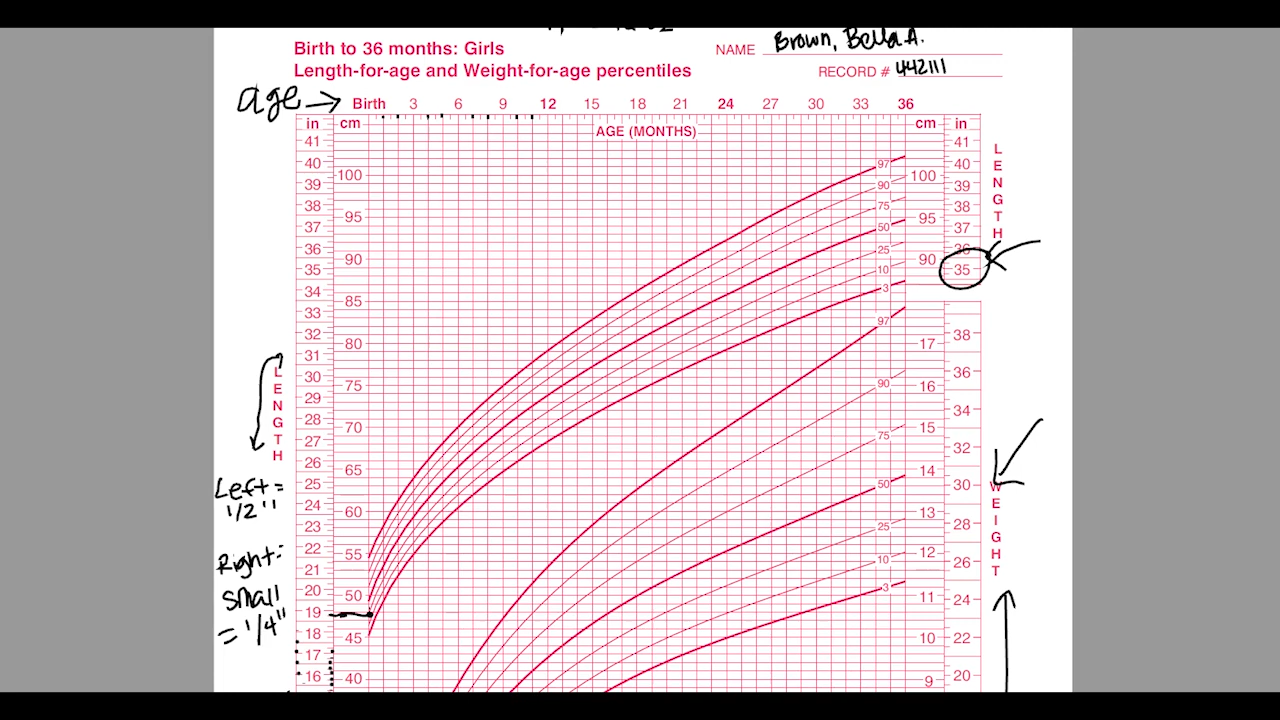 Birth to 36 months: Girls
Length-for-age and Weight-for-age percentiles
NAME Brown, Bella A.
RECORD # 442111
age → Birth 3 6 9 12 15 18 21 24 27 30 33 36
in cm AGE (MONTHS) cm in
41 41
40 100 97 100 40
39 90 39
38 75 38
37 95 50 95 37
36 25 36
35 90 10 90 35
34 3
33 85
32 97 38
31 80 17
30 75 90 16 36
29 34
28 75 15
27 70 32
26 14
25 65 50 30
24 13
23 60 25 28
22 12
21 55 10 26
20 50 3 11 24
19
18 45 10 22
17
16 40 9 20
LENGTH
LENGTH
WEIGHT
Left =
1/2"
Right:
small
= 1/4"